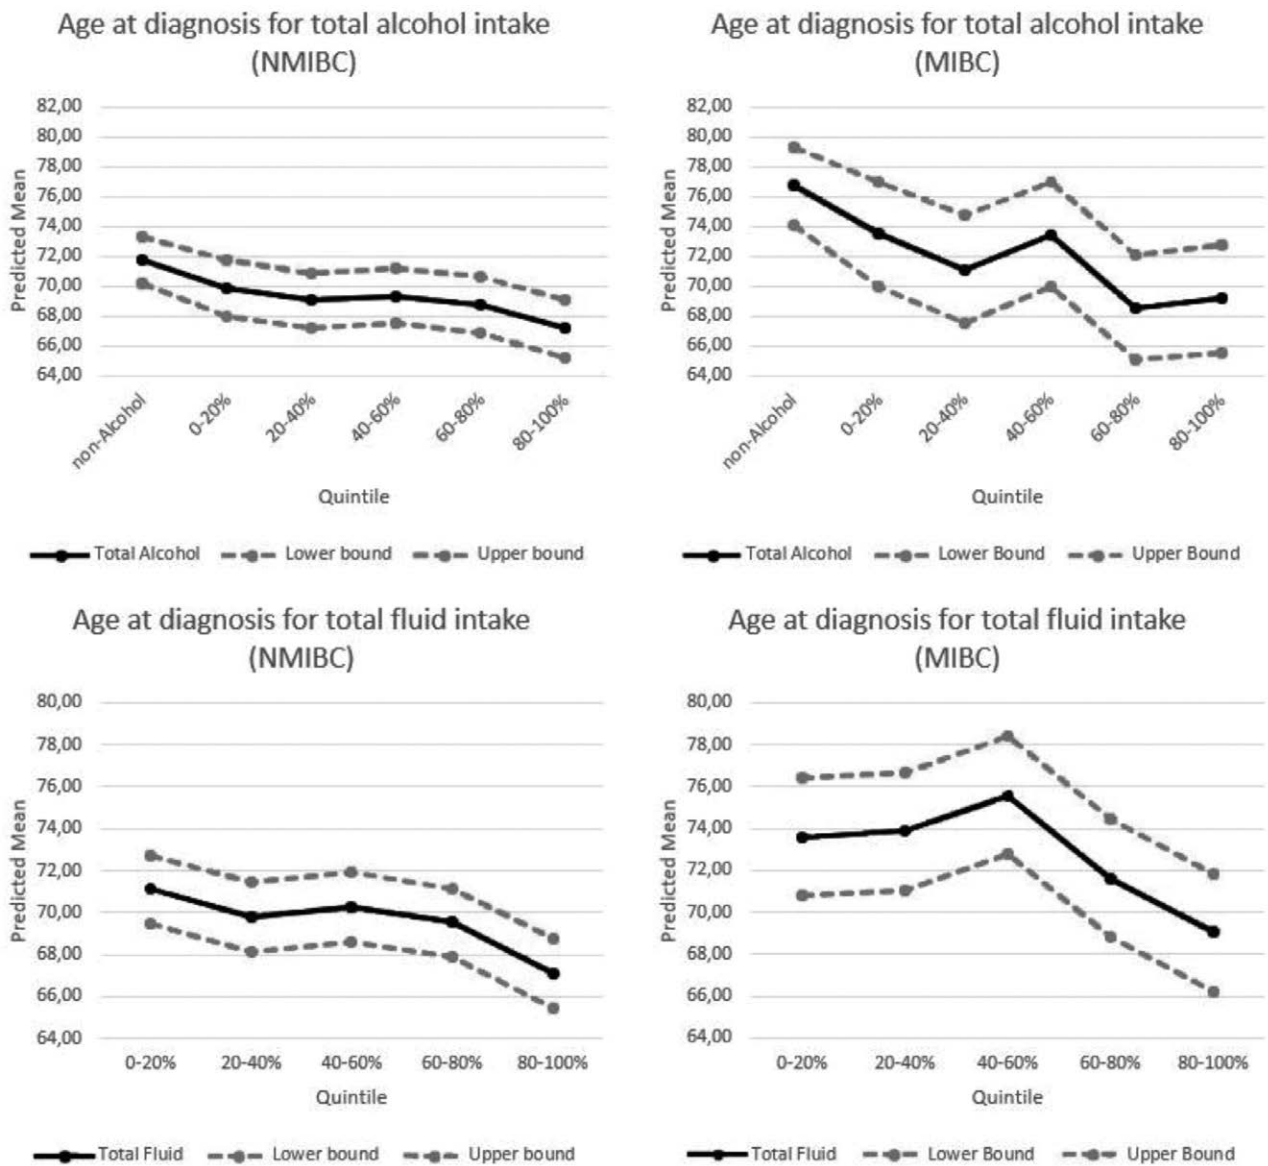 Age at diagnosis for total alcohol intake
(NMIBC)
82,00
80,00
78,00
76,00
74,00
72,00
70,00
68,00
66,00
64,00
Predicted Mean
non-Alcohol
0-20%
20-40%
40-60%
60-80%
80-100%
Quintile
Total Alcohol
Lower bound
Upper bound
Age at diagnosis for total alcohol intake
(MIBC)
82,00
80,00
78,00
76,00
74,00
72,00
70,00
68,00
66,00
64,00
Predicted Mean
non-Alcohol
0-20%
20-40%
40-60%
60-80%
80-100%
Quintile
Total Alcohol
Lower Bound
Upper Bound
Age at diagnosis for total fluid intake
(NMIBC)
80,00
78,00
76,00
74,00
72,00
70,00
68,00
66,00
64,00
Predicted Mean
0-20%
20-40%
40-60%
60-80%
80-100%
Quintile
Total Fluid
Lower bound
Upper bound
Age at diagnosis for total fluid intake
(MIBC)
80,00
78,00
76,00
74,00
72,00
70,00
68,00
66,00
64,00
Predicted Mean
0-20%
20-40%
40-60%
60-80%
80-100%
Quintile
Total Fluid
Lower Bound
Upper Bound